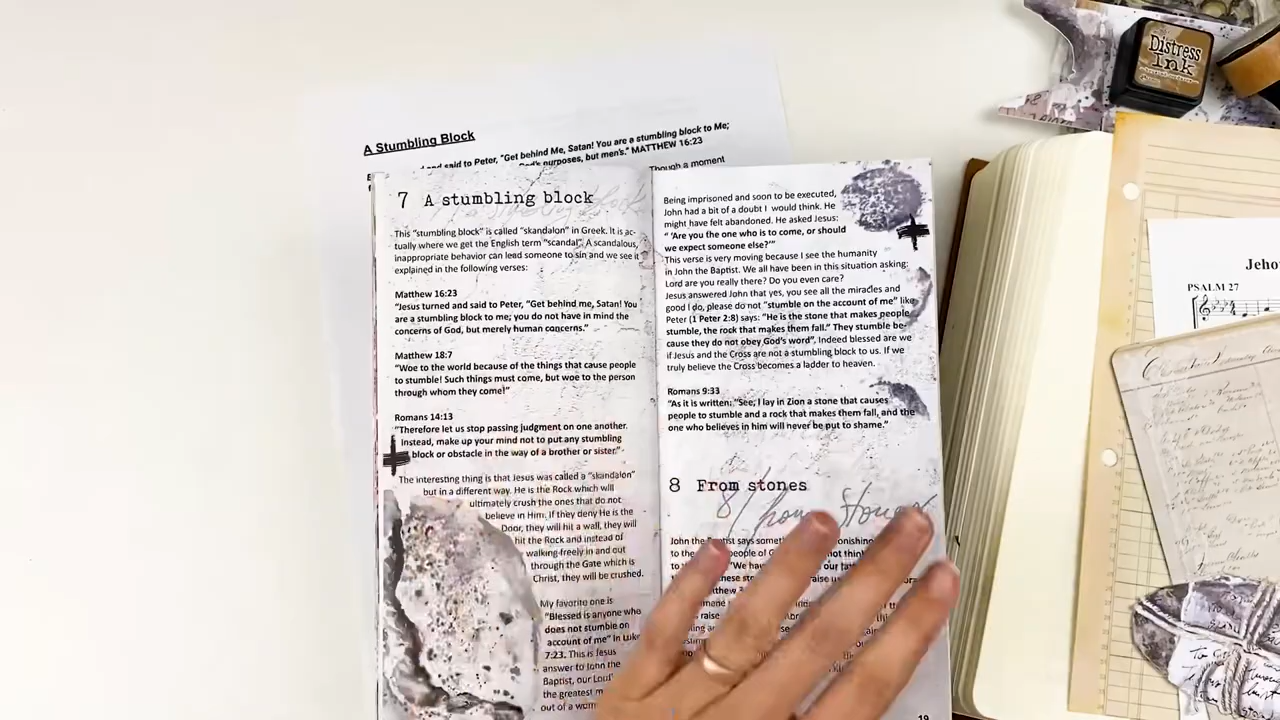 A Stumbling Block
and said to Peter, "Get behind Me, Satan! You are a stumbling block to Me;
God's purposes, but men's." MATTHEW 16:23
Though a moment
7 A stumbling block
This "stumbling block" is called "skandalon" in Greek. It is ac-
tually where we get the English term "scandal". A scandalous,
inappropriate behavior can lead someone to sin and we see it
explained in the following verses:
Matthew 16:23
"Jesus turned and said to Peter, "Get behind me, Satan! You
are a stumbling block to me; you do not have in mind the
concerns of God, but merely human concerns."
Matthew 18:7
"Woe to the world because of the things that cause people
to stumble! Such things must come, but woe to the person
through whom they come!"
Romans 14:13
"Therefore let us stop passing judgment on one another.
Instead, make up your mind not to put any stumbling
block or obstacle in the way of a brother or sister."
The interesting thing is that Jesus was called a "skandalon"
but in a different way. He is the Rock which will
ultimately crush the ones that do not
believe in Him. If they deny He is the
Door, they will hit a wall, they will
hit the Rock and instead of
walking freely in and out
through the Gate which is
Christ, they will be crushed.
My favorite one is
"Blessed is anyone who
does not stumble on
account of me" in Luke
7:23. This is Jesus
answer to John the
Baptist, our Lord'
the greatest m
out of a wom
Being imprisoned and soon to be executed,
John had a bit of a doubt I would think. He
might have felt abandoned. He asked Jesus:
" 'Are you the one who is to come, or should
we expect someone else?'"
This verse is very moving because I see the humanity
in John the Baptist. We all have been in this situation asking:
Lord are you really there? Do you even care?
Jesus answered John that yes, you see all the miracles and
good I do, please do not "stumble on the account of me" like
Peter (1 Peter 2:8) says: "He is the stone that makes people
stumble, the rock that makes them fall." They stumble be-
cause they do not obey God's word". Indeed blessed are we
if Jesus and the Cross are not a stumbling block to us. If we
truly believe the Cross becomes a ladder to heaven.
Romans 9:33
"As it is written: "See, I lay in Zion a stone that causes
people to stumble and a rock that makes them fall, and the
one who believes in him will never be put to shame."
8 From stones
John the Baptist says someth
to the people of G
"We hav
these sto
19
Distress
Ink
Jeho
PSALM 27